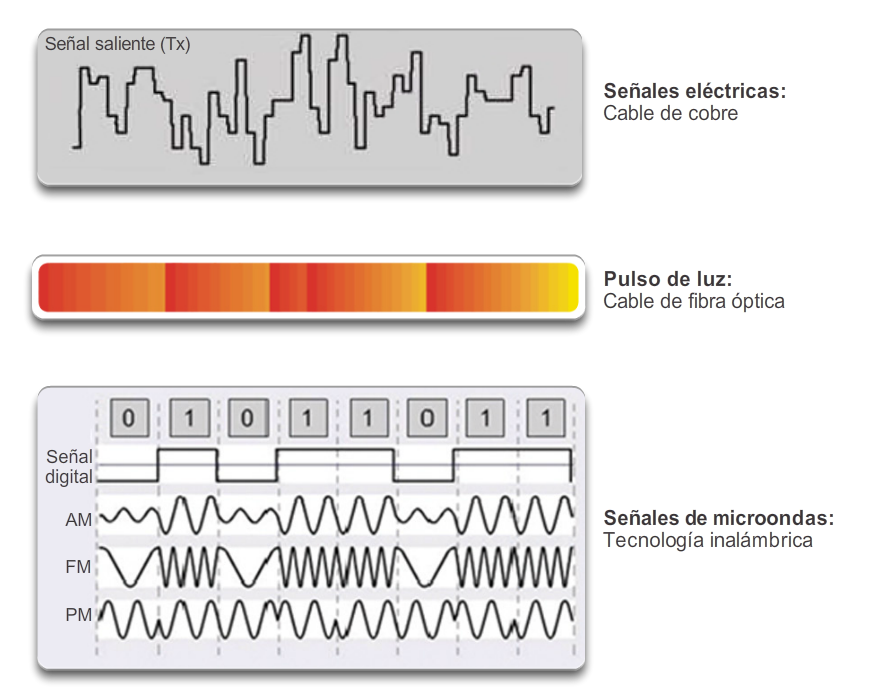 Señal saliente (Tx)
Señales eléctricas:
Cable de cobre
Pulso de luz:
Cable de fibra óptica
0 1 0 1 1 0 1 1
Señal
digital
AM
FM
PM
Señales de microondas:
Tecnología inalámbrica